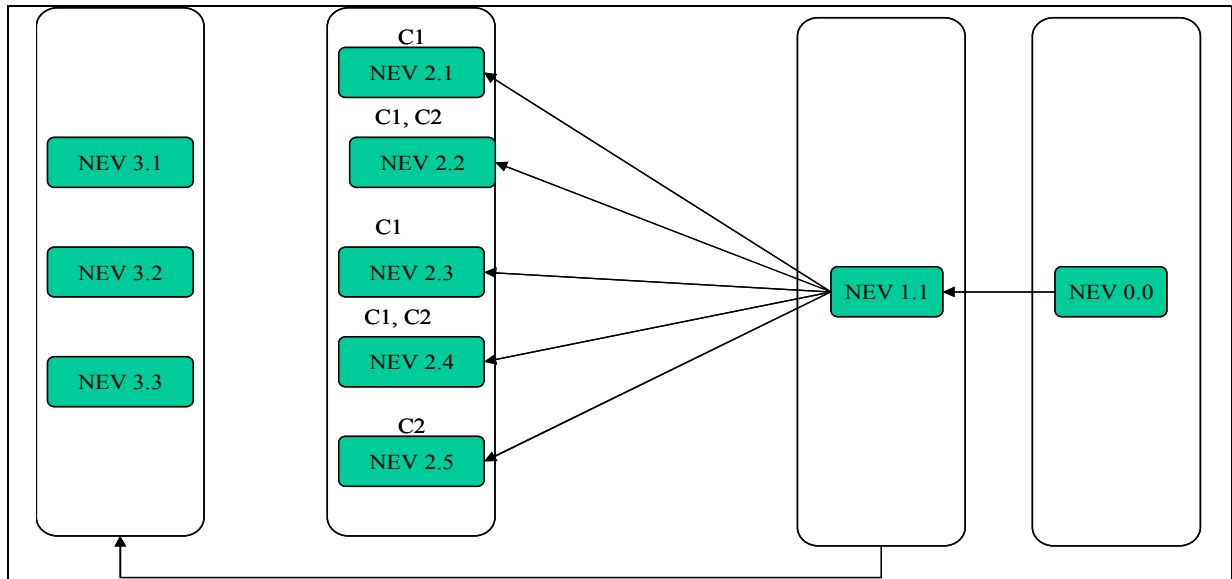 C1
NEV 2.1
C1, C2
NEV 3.1
NEV 2.2
C1
NEV 3.2
NEV 2.3
NEV 1.1
NEV 0.0
C1, C2
NEV 3.3
NEV 2.4
C2
NEV 2.5